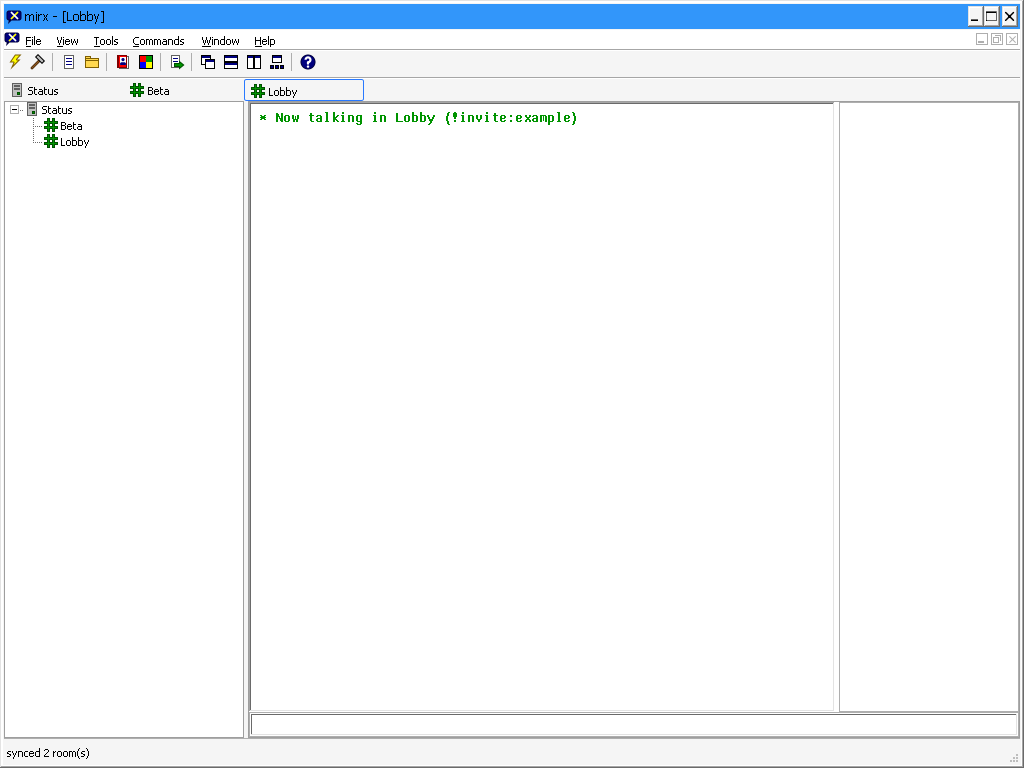 mirx - [Lobby]
File View Tools Commands Window Help
Status Beta Lobby
Status
Beta
Lobby
* Now talking in Lobby (!invite:example)
synced 2 room(s)